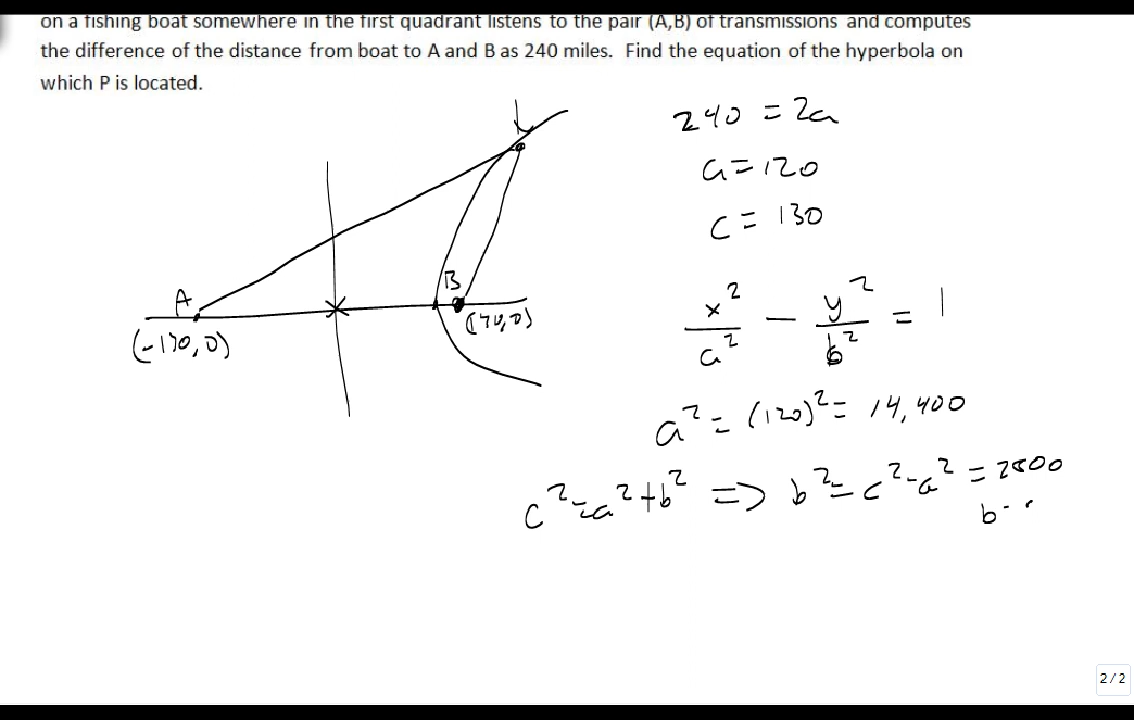 on a fishing boat somewhere in the first quadrant listens to the pair (A,B) of transmissions and computes
the difference of the distance from boat to A and B as 240 miles. Find the equation of the hyperbola on
which P is located.
240 = 2a
a = 120
c = 130
B
A
(-130, 0)
x² / a² - y² / b² = 1
a² = (120)² = 14,400
c² = a² + b² => b² = c² - a² = 2500
b
2 / 2